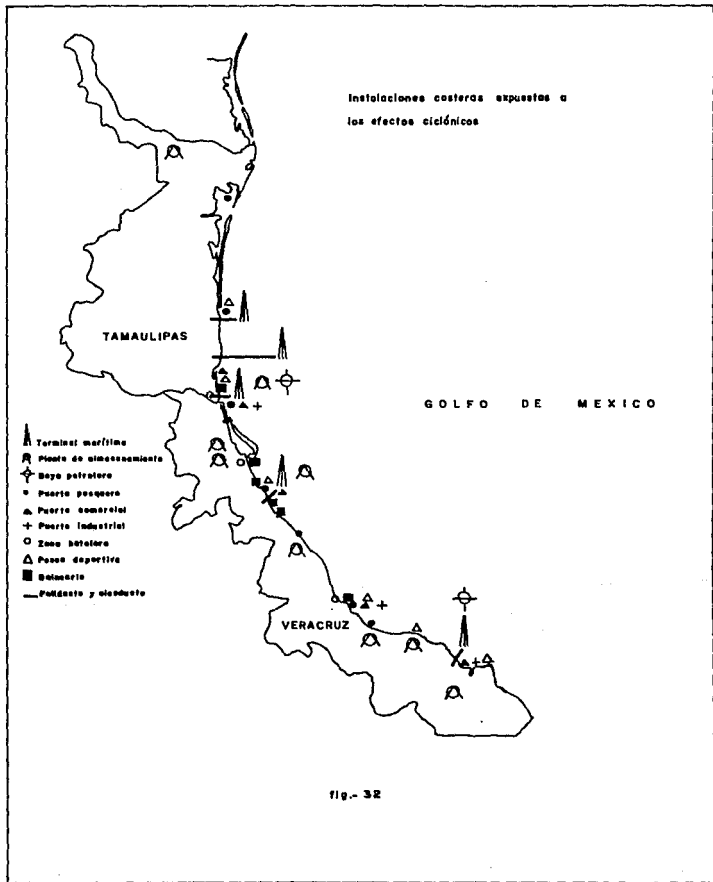 Instalaciones costeras expuestas a
los efectos ciclónicos
TAMAULIPAS
GOLFO DE MEXICO
Terminal marítima
Planta de almacenamiento
Boya petrolera
Puerto pesquero
Puerto comercial
Puerto industrial
Zona hotelera
Pesca deportiva
Balneario
Poliducto y oleoducto
VERACRUZ
fig.- 32